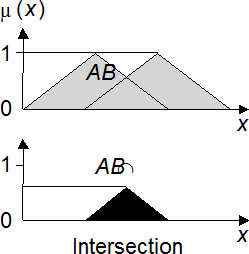 μ (x)
1
AB
0
x
AB∩
1
0
x
Intersection